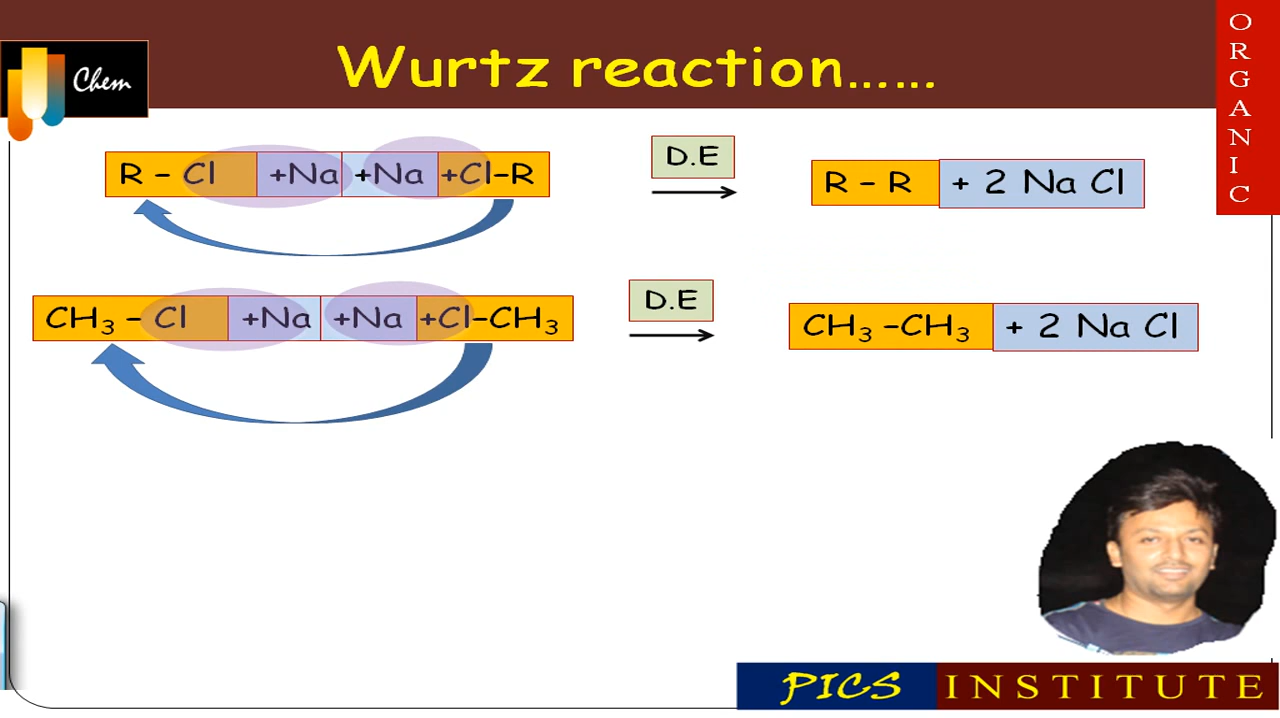 Wurtz reaction......
Chem
ORGANIC
R – Cl +Na +Na +Cl–R
D.E
R – R + 2 Na Cl
CH₃ – Cl +Na +Na +Cl–CH₃
D.E
CH₃ –CH₃ + 2 Na Cl
PICS INSTITUTE